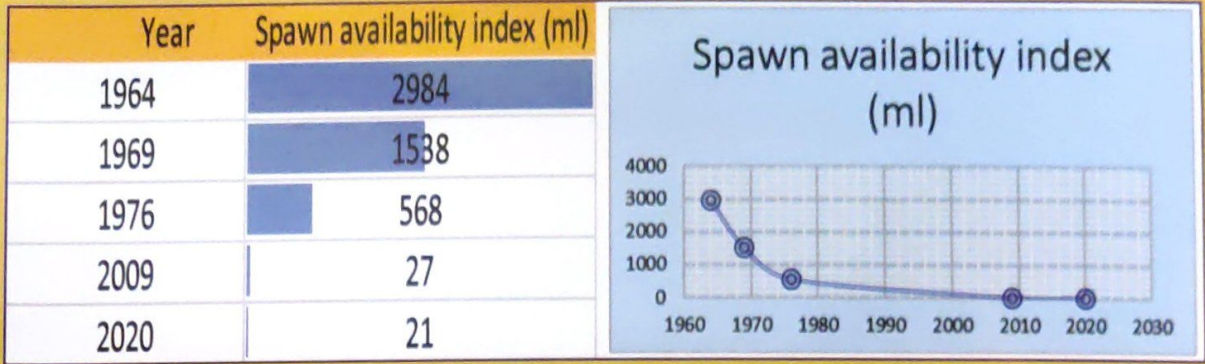 Year Spawn availability index (ml)
1964 2984
1969 1538
1976 568
2009 27
2020 21
Spawn availability index
(ml)
4000
3000
2000
1000
0
1960 1970 1980 1990 2000 2010 2020 2030